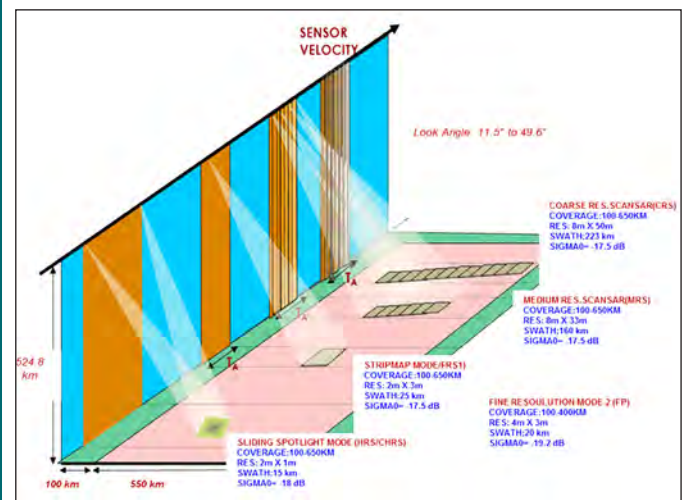 SENSOR
VELOCITY
Look Angle 11.5° to 49.6°
COARSE RES.SCANSAR(CRS)
COVERAGE:100-650KM
RES: 8m X 50m
SWATH:223 km
SIGMA0= -17.5 dB
MEDIUM RES.SCANSAR(MRS)
COVERAGE:100-650KM
RES: 8m X 33m
SWATH:160 km
SIGMA0= -17.5 dB
TA
TA
TA
524.8
km
STRIPMAP MODE/FRS1)
COVERAGE:100-650KM
RES: 2m X 3m
SWATH:25 km
SIGMA0= -17.5 dB
FINE RESOULUTION MODE 2 (FP)
COVERAGE:100-400KM
RES: 4m X 3m
SWATH:20 km
SIGMA0= -19.2 dB
SLIDING SPOTLIGHT MODE (HRS/CHRS)
COVERAGE:100-650KM
RES: 2m X 1m
SWATH:15 km
SIGMA0= -18 dB
100 km
550 km